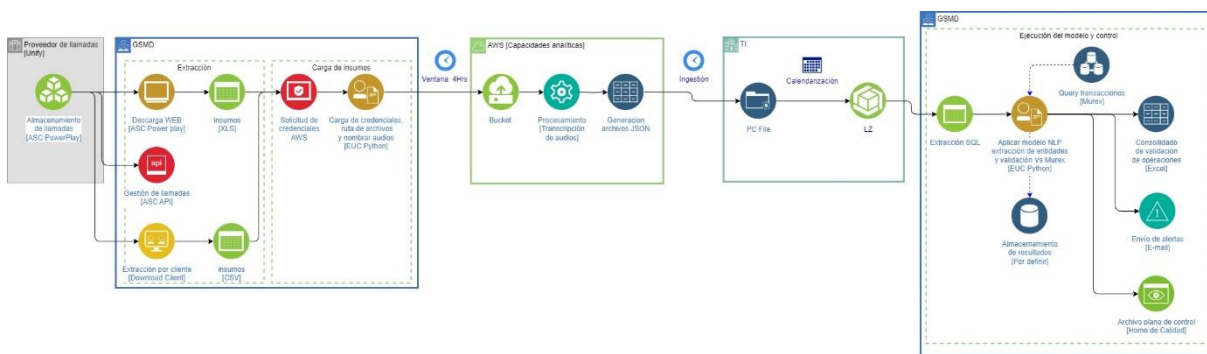 Proveedor de llamadas
[Unify]
Almacenamiento
de llamadas
[ASC PowerPlay]
GSMD
Extracción
Descarga WEB
[ASC Power play]
insumos
[XLS]
api
Gestión de llamadas
[ASC API]
Extracción por cliente
[Download Client]
insumos
[CSV]
Carga de insumos
Solicitud de
credenciales
AWS
Carga de credenciales,
ruta de archivos
y nombrar audios
[EUC Python]
Ventana: 4Hrs
AWS [Capacidades analíticas]
Bucket
Procesamiento
[Transcripción
de audios]
Generacion
archivos JSON
Ingestión
TI
PC File
Calendarización
LZ
GSMD
Ejecución del modelo y control
Extracción SQL
Query transacciones
[Murex]
Aplicar modelo NLP
extracción de entidades
y validación Vs Murex
[EUC Python]
Consolidado
de validación
de operaciones
[Excel]
Almacenamiento
de resultados
[Por definir]
Envío de alertas
[E-mail]
Archivo plano de control
[Home de Calidad]